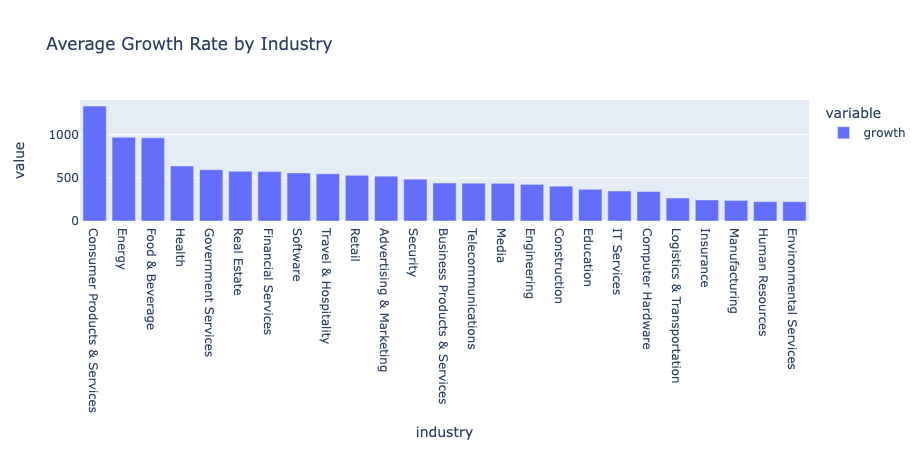 Average Growth Rate by Industry
variable
growth
value
1000
500
0
Consumer Products & Services
Energy
Food & Beverage
Health
Government Services
Real Estate
Financial Services
Software
Travel & Hospitality
Retail
Advertising & Marketing
Security
Business Products & Services
Telecommunications
Media
Engineering
Construction
Education
IT Services
Computer Hardware
Logistics & Transportation
Insurance
Manufacturing
Human Resources
Environmental Services
industry